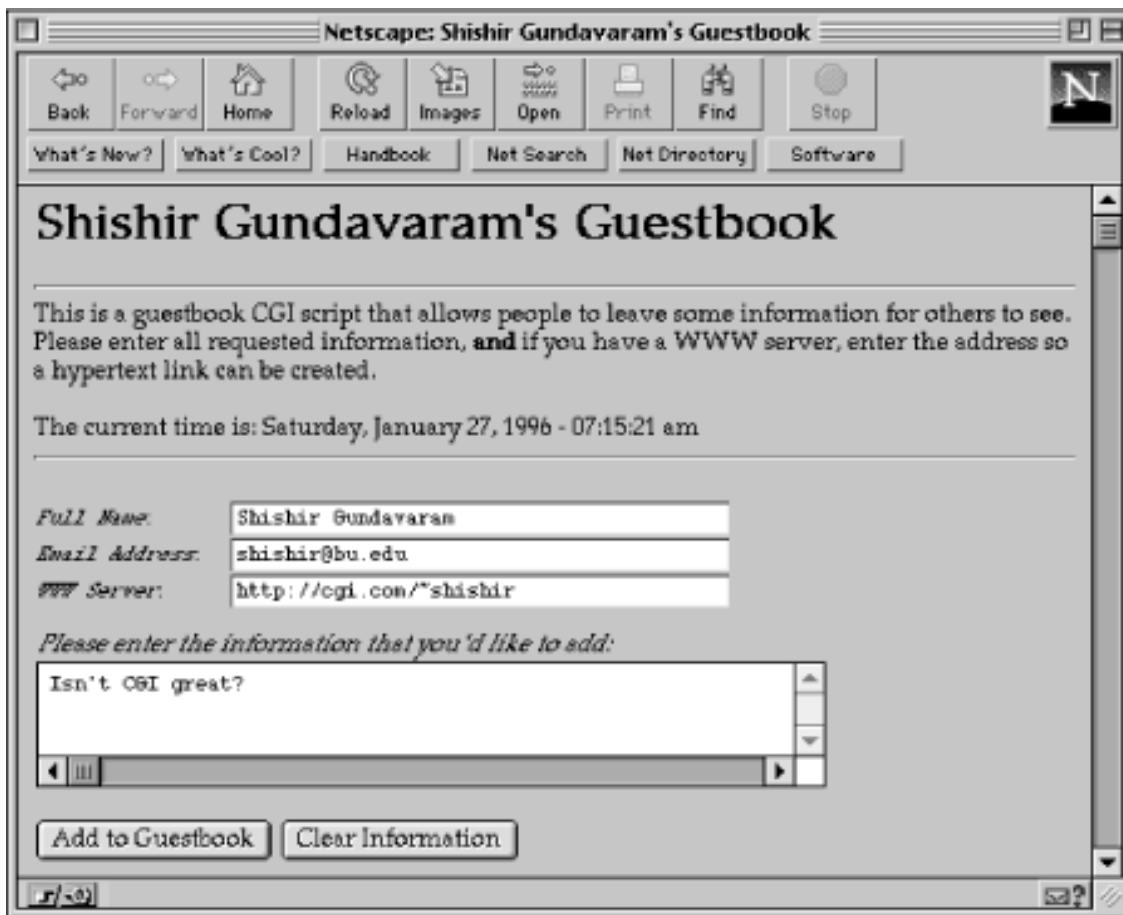 Netscape: Shishir Gundavaram's Guestbook
Back Forward Home Reload Images Open Print Find Stop
N
What's New? What's Cool? Handbook Net Search Net Directory Software
Shishir Gundavaram's Guestbook
This is a guestbook CGI script that allows people to leave some information for others to see.
Please enter all requested information, and if you have a WWW server, enter the address so
a hypertext link can be created.
The current time is: Saturday, January 27, 1996 - 07:15:21 am
Full Name: Shishir Gundavaram
Email Address: shishir@bu.edu
WWW Server: http://cgi.com/~shishir
Please enter the information that you'd like to add:
Isn't CGI great?
Add to Guestbook Clear Information
?